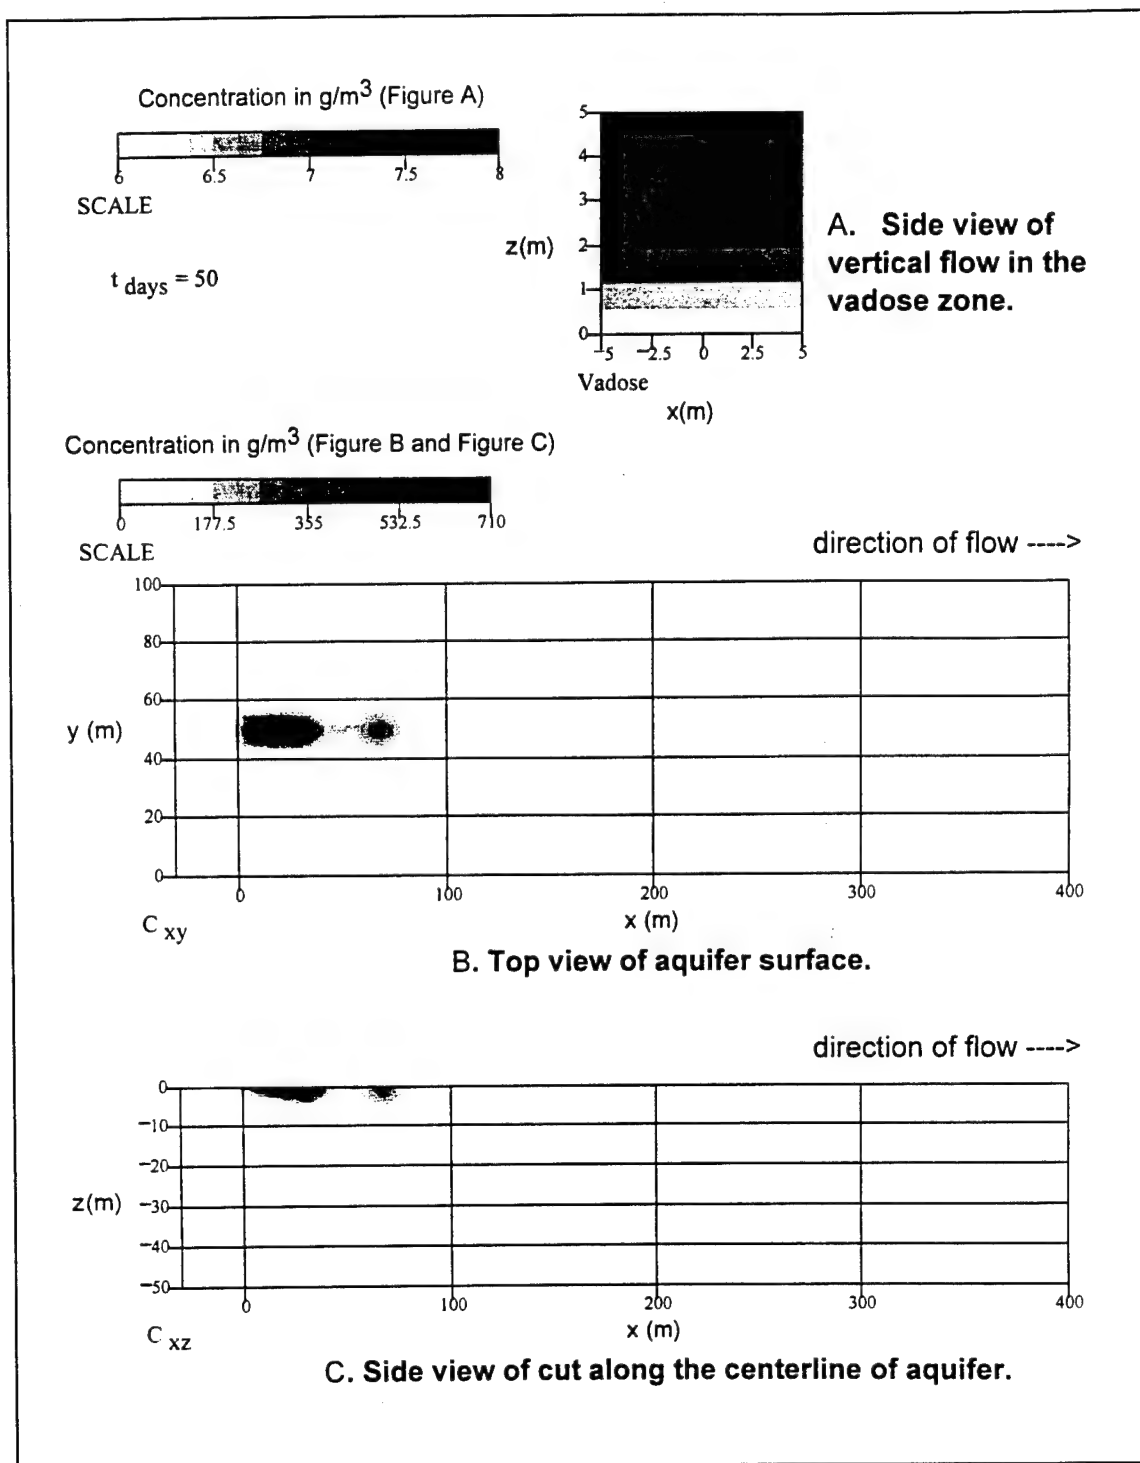 Concentration in g/m³ (Figure A)
6 6.5 7 7.5 8
SCALE
t days = 50
5
4
3
2
1
0
z(m)
−5 −2.5 0 2.5 5
Vadose
x(m)
A. Side view of
vertical flow in the
vadose zone.
Concentration in g/m³ (Figure B and Figure C)
0 177.5 355 532.5 710
SCALE
direction of flow ---->
100
80
60
y (m)
40
20
0
0 100 200 300 400
C xy
x (m)
B. Top view of aquifer surface.
direction of flow ---->
0
−10
−20
z(m) −30
−40
−50
0 100 200 300 400
C xz
x (m)
C. Side view of cut along the centerline of aquifer.